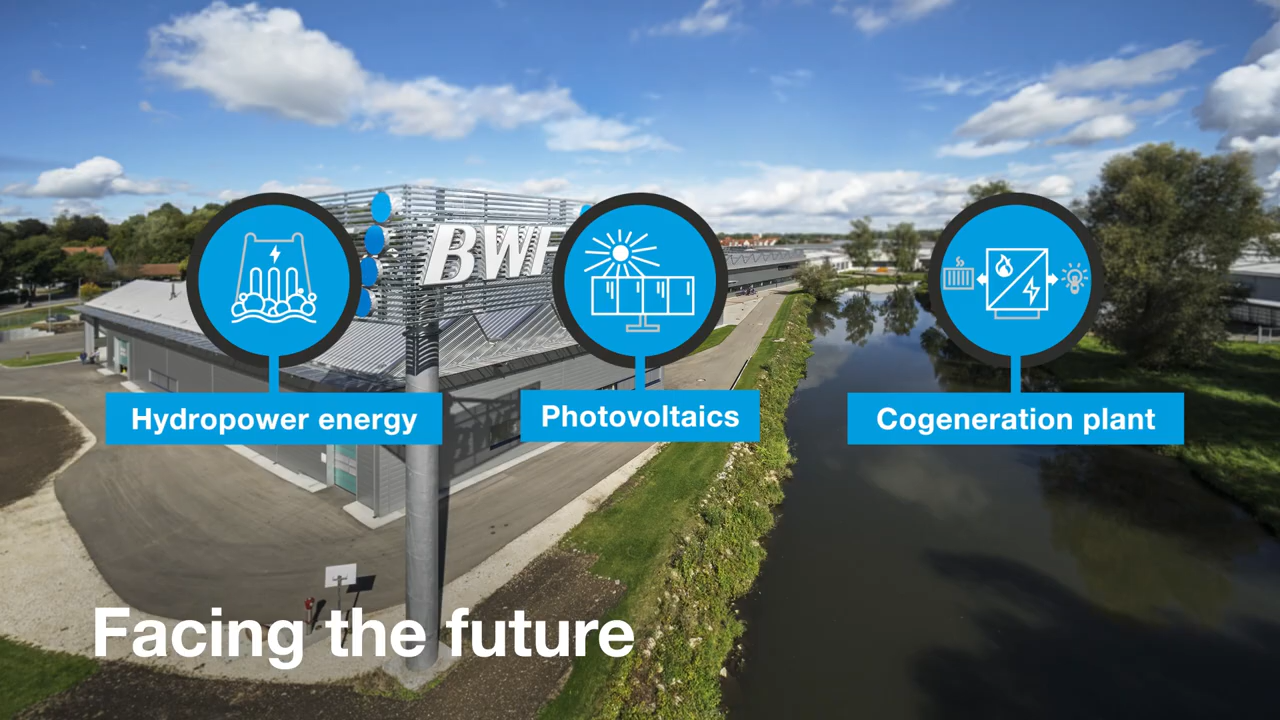 BWF
Hydropower energy
Photovoltaics
Cogeneration plant
Facing the future